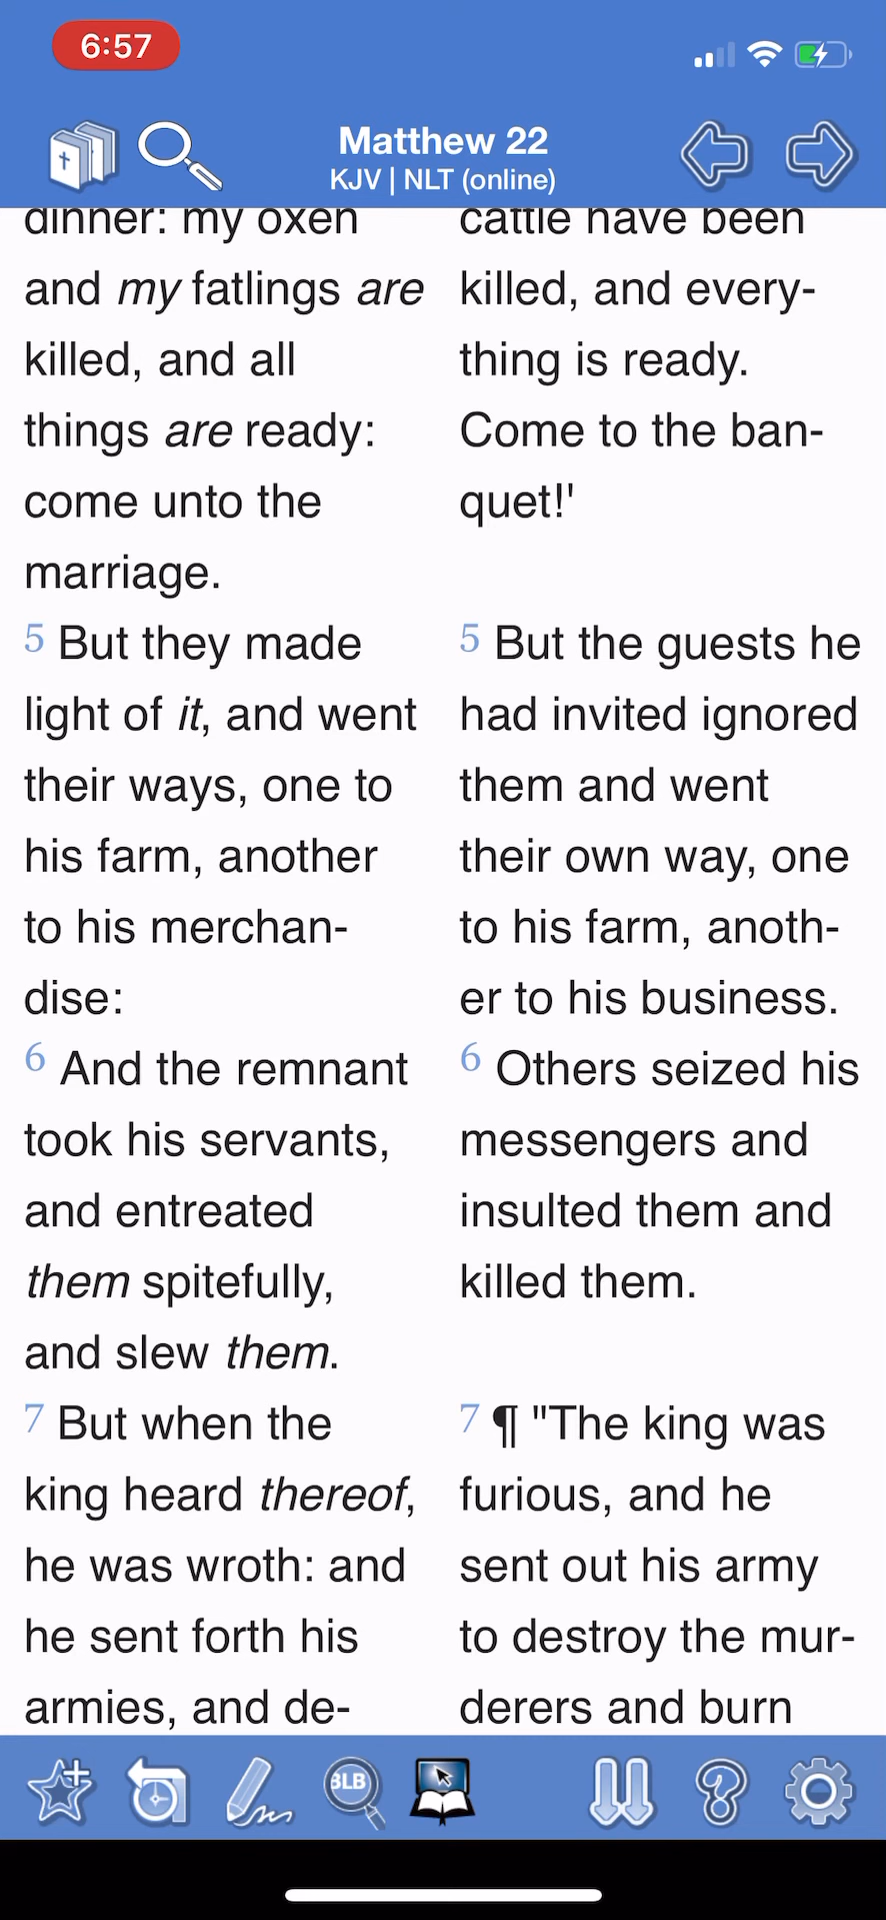 6:57
Matthew 22
KJV | NLT (online)
dinner: my oxen
and my fatlings are
killed, and all
things are ready:
come unto the
marriage.
5 But they made
light of it, and went
their ways, one to
his farm, another
to his merchan-
dise:
6 And the remnant
took his servants,
and entreated
them spitefully,
and slew them.
7 But when the
king heard thereof,
he was wroth: and
he sent forth his
armies, and de-
cattle have been
killed, and every-
thing is ready.
Come to the ban-
quet!'
5 But the guests he
had invited ignored
them and went
their own way, one
to his farm, anoth-
er to his business.
6 Others seized his
messengers and
insulted them and
killed them.
7 ¶ "The king was
furious, and he
sent out his army
to destroy the mur-
derers and burn
BLB